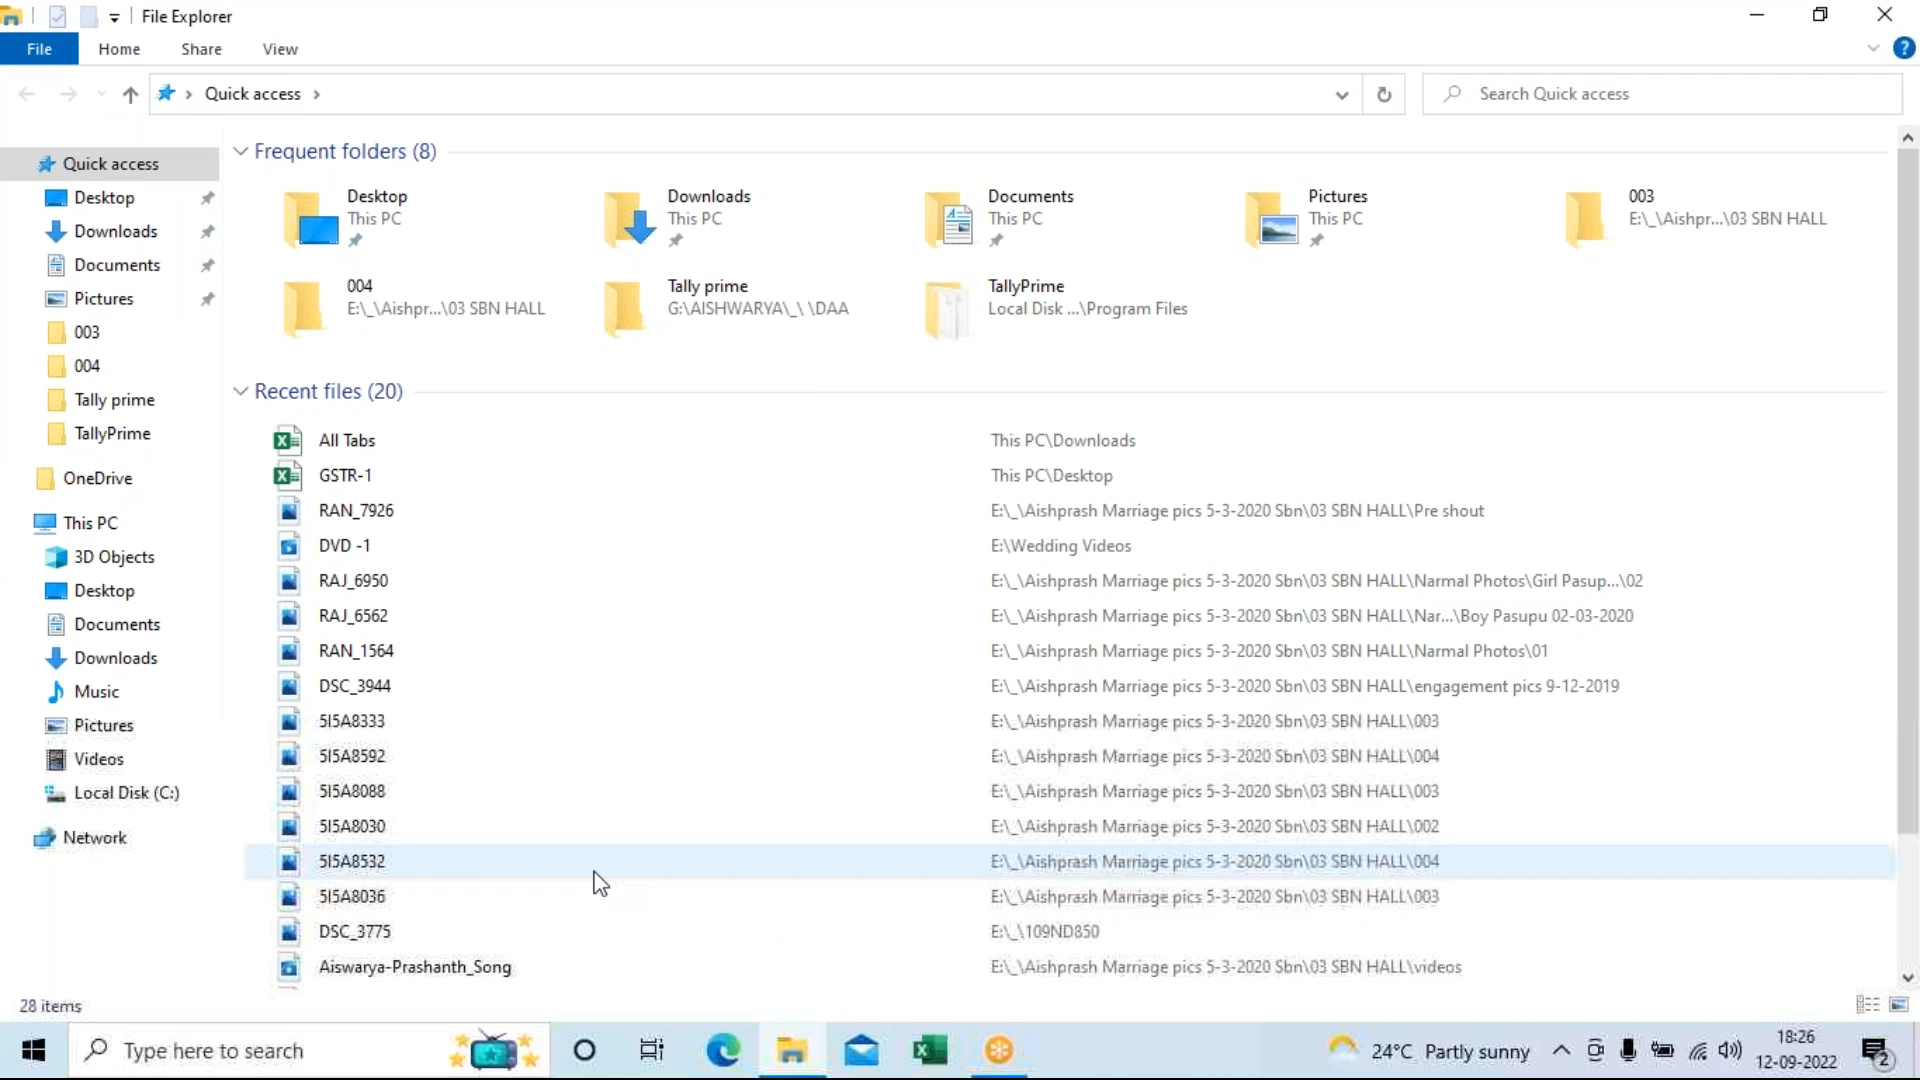 File Explorer
File Home Share View
Quick access
Search Quick access
Quick access
Desktop
Downloads
Documents
Pictures
003
004
Tally prime
TallyPrime
OneDrive
This PC
3D Objects
Desktop
Documents
Downloads
Music
Pictures
Videos
Local Disk (C:)
Network
Frequent folders (8)
Desktop
This PC
Downloads
This PC
Documents
This PC
Pictures
This PC
003
E:\_\Aishpr...\03 SBN HALL
004
E:\_\Aishpr...\03 SBN HALL
Tally prime
G:\AISHWARYA\_\ \DAA
TallyPrime
Local Disk ...\Program Files
Recent files (20)
All Tabs This PC\Downloads
GSTR-1 This PC\Desktop
RAN_7926 E:\_\Aishprash Marriage pics 5-3-2020 Sbn\03 SBN HALL\Pre shout
DVD -1 E:\Wedding Videos
RAJ_6950 E:\_\Aishprash Marriage pics 5-3-2020 Sbn\03 SBN HALL\Narmal Photos\Girl Pasup...\02
RAJ_6562 E:\_\Aishprash Marriage pics 5-3-2020 Sbn\03 SBN HALL\Nar...\Boy Pasupu 02-03-2020
RAN_1564 E:\_\Aishprash Marriage pics 5-3-2020 Sbn\03 SBN HALL\Narmal Photos\01
DSC_3944 E:\_\Aishprash Marriage pics 5-3-2020 Sbn\03 SBN HALL\engagement pics 9-12-2019
5I5A8333 E:\_\Aishprash Marriage pics 5-3-2020 Sbn\03 SBN HALL\003
5I5A8592 E:\_\Aishprash Marriage pics 5-3-2020 Sbn\03 SBN HALL\004
5I5A8088 E:\_\Aishprash Marriage pics 5-3-2020 Sbn\03 SBN HALL\003
5I5A8030 E:\_\Aishprash Marriage pics 5-3-2020 Sbn\03 SBN HALL\002
5I5A8532 E:\_\Aishprash Marriage pics 5-3-2020 Sbn\03 SBN HALL\004
5I5A8036 E:\_\Aishprash Marriage pics 5-3-2020 Sbn\03 SBN HALL\003
DSC_3775 E:\_\109ND850
Aiswarya-Prashanth_Song E:\_\Aishprash Marriage pics 5-3-2020 Sbn\03 SBN HALL\videos
28 items
Type here to search
24°C Partly sunny
18:26
12-09-2022
2